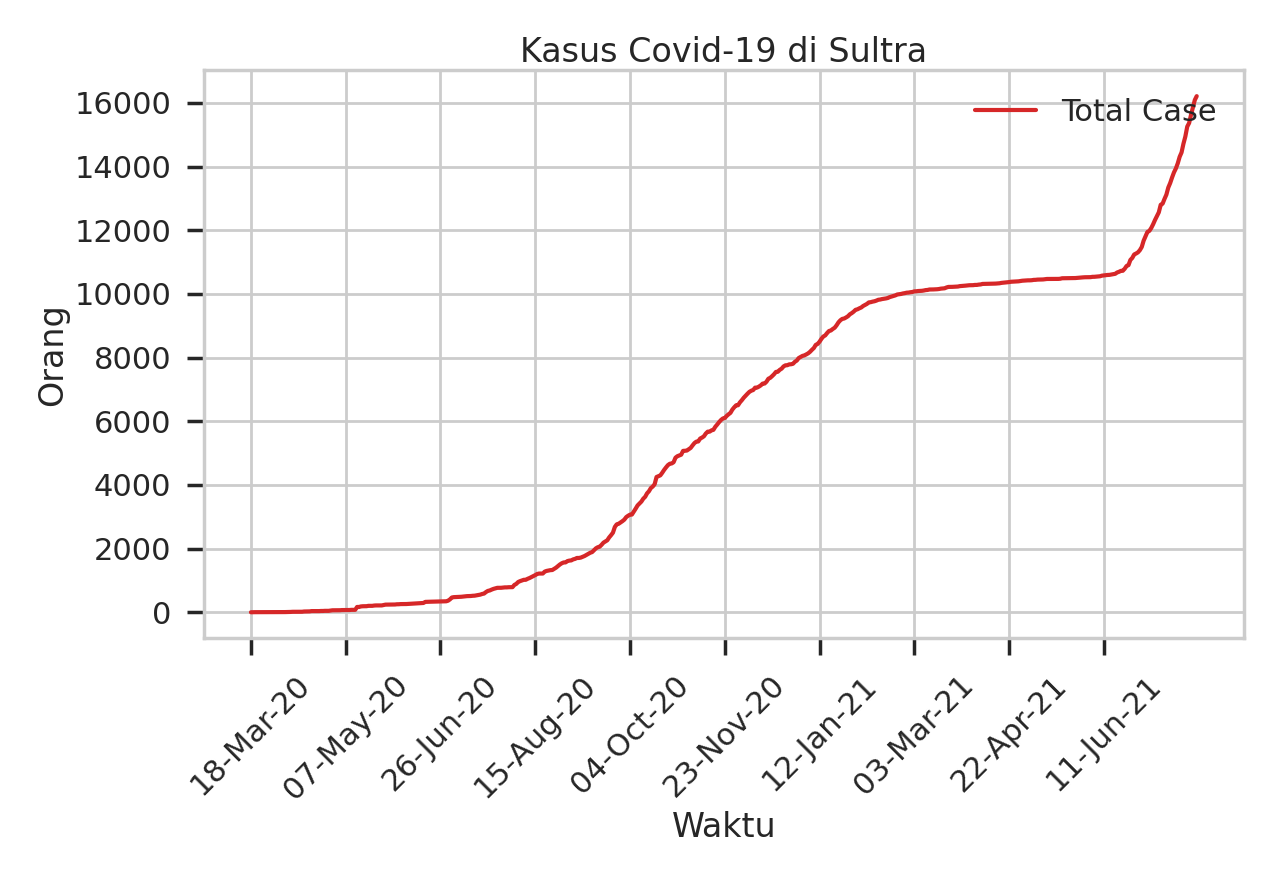 Kasus Covid-19 di Sultra
Total Case
16000
14000
12000
10000
8000
6000
4000
2000
0
Orang
18-Mar-20
07-May-20
26-Jun-20
15-Aug-20
04-Oct-20
23-Nov-20
12-Jan-21
03-Mar-21
22-Apr-21
11-Jun-21
Waktu